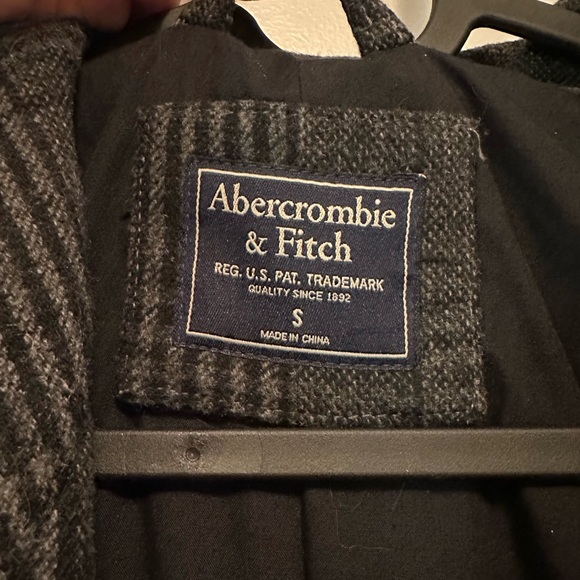 Abercrombie
& Fitch
REG. U.S. PAT. TRADEMARK
QUALITY SINCE 1892
S
MADE IN CHINA